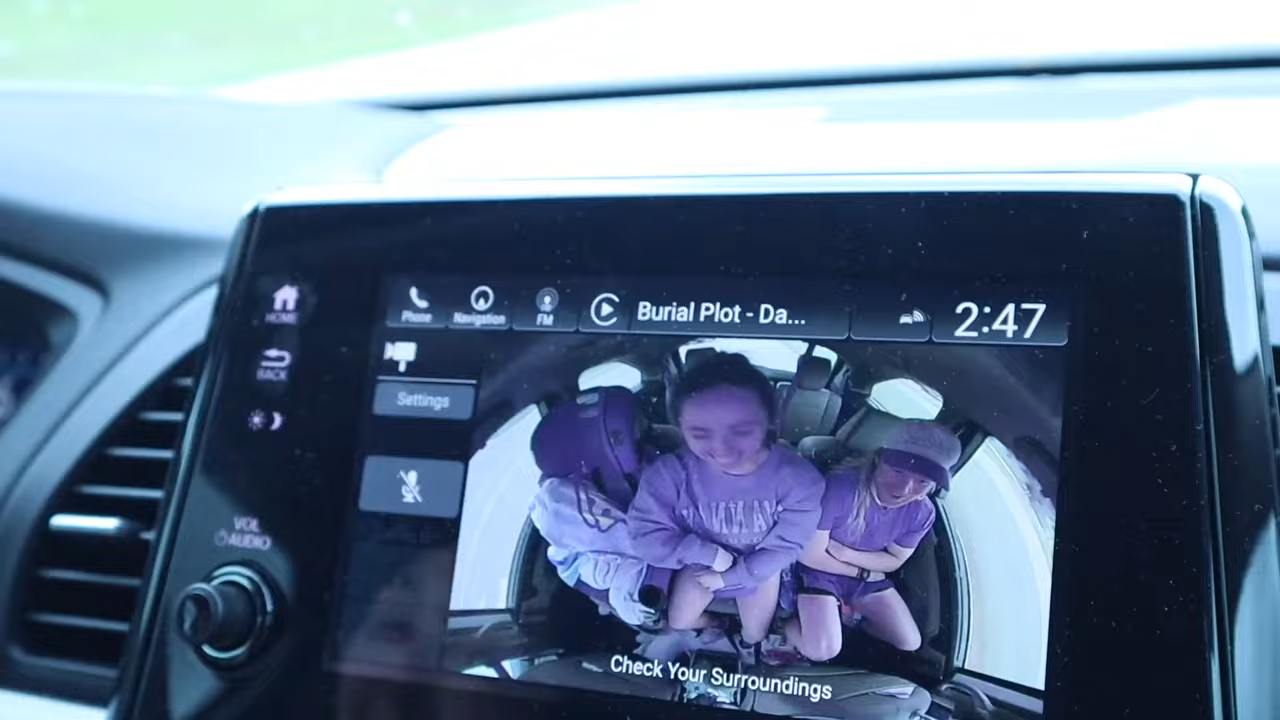 HOME
BACK
VOL
AUDIO
Phone
Navigation
FM
Burial Plot - Da...
2:47
Settings
Check Your Surroundings